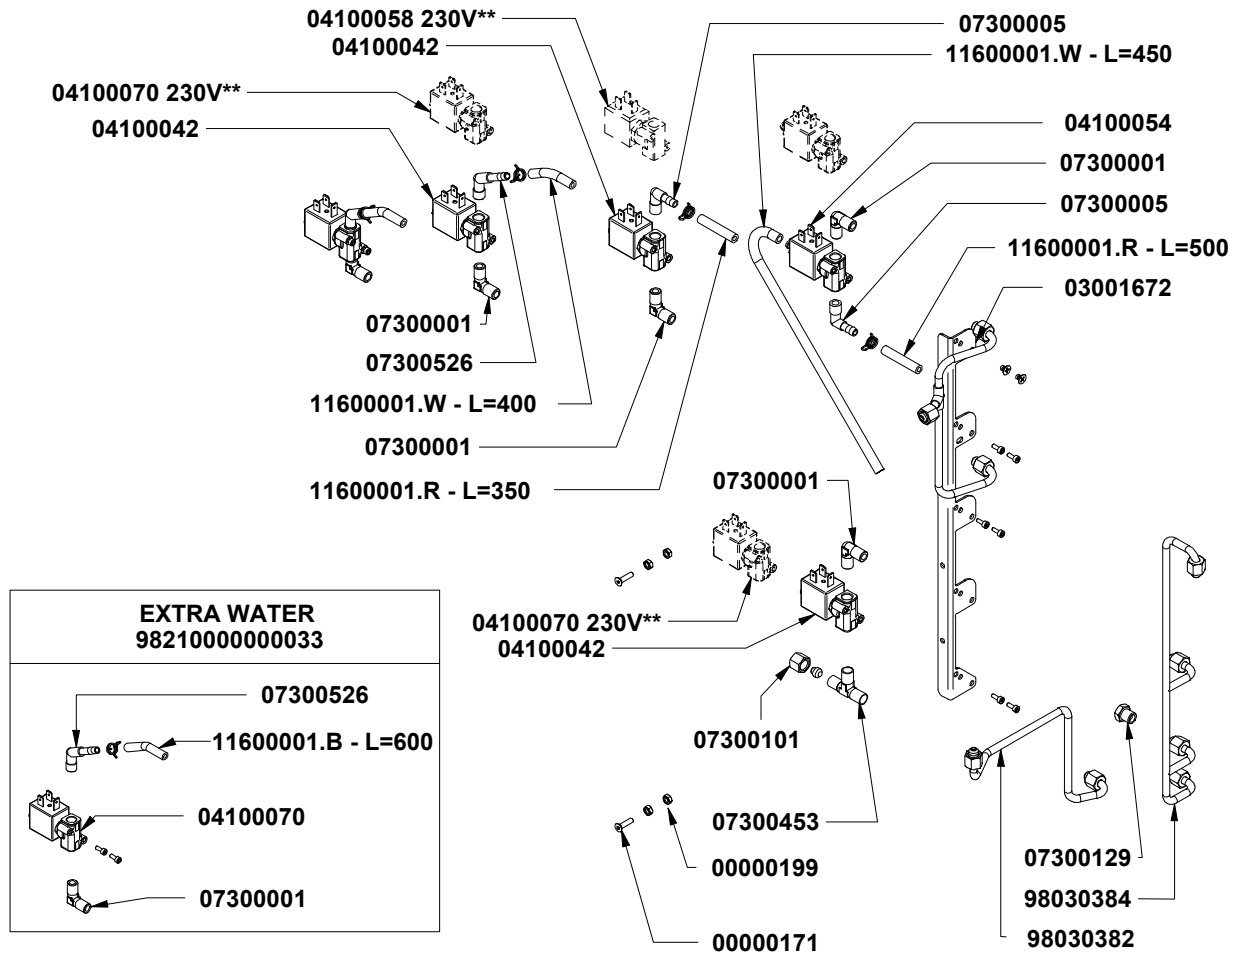 04100058 230V**
04100042
07300005
11600001.W - L=450
04100070 230V**
04100042
04100054
07300001
07300005
11600001.R - L=500
03001672
07300001
07300526
11600001.W - L=400
07300001
11600001.R - L=350
07300001
04100070 230V**
04100042
07300101
07300453
00000199
00000171
07300129
98030384
98030382
EXTRA WATER
98210000000033
07300526
11600001.B - L=600
04100070
07300001